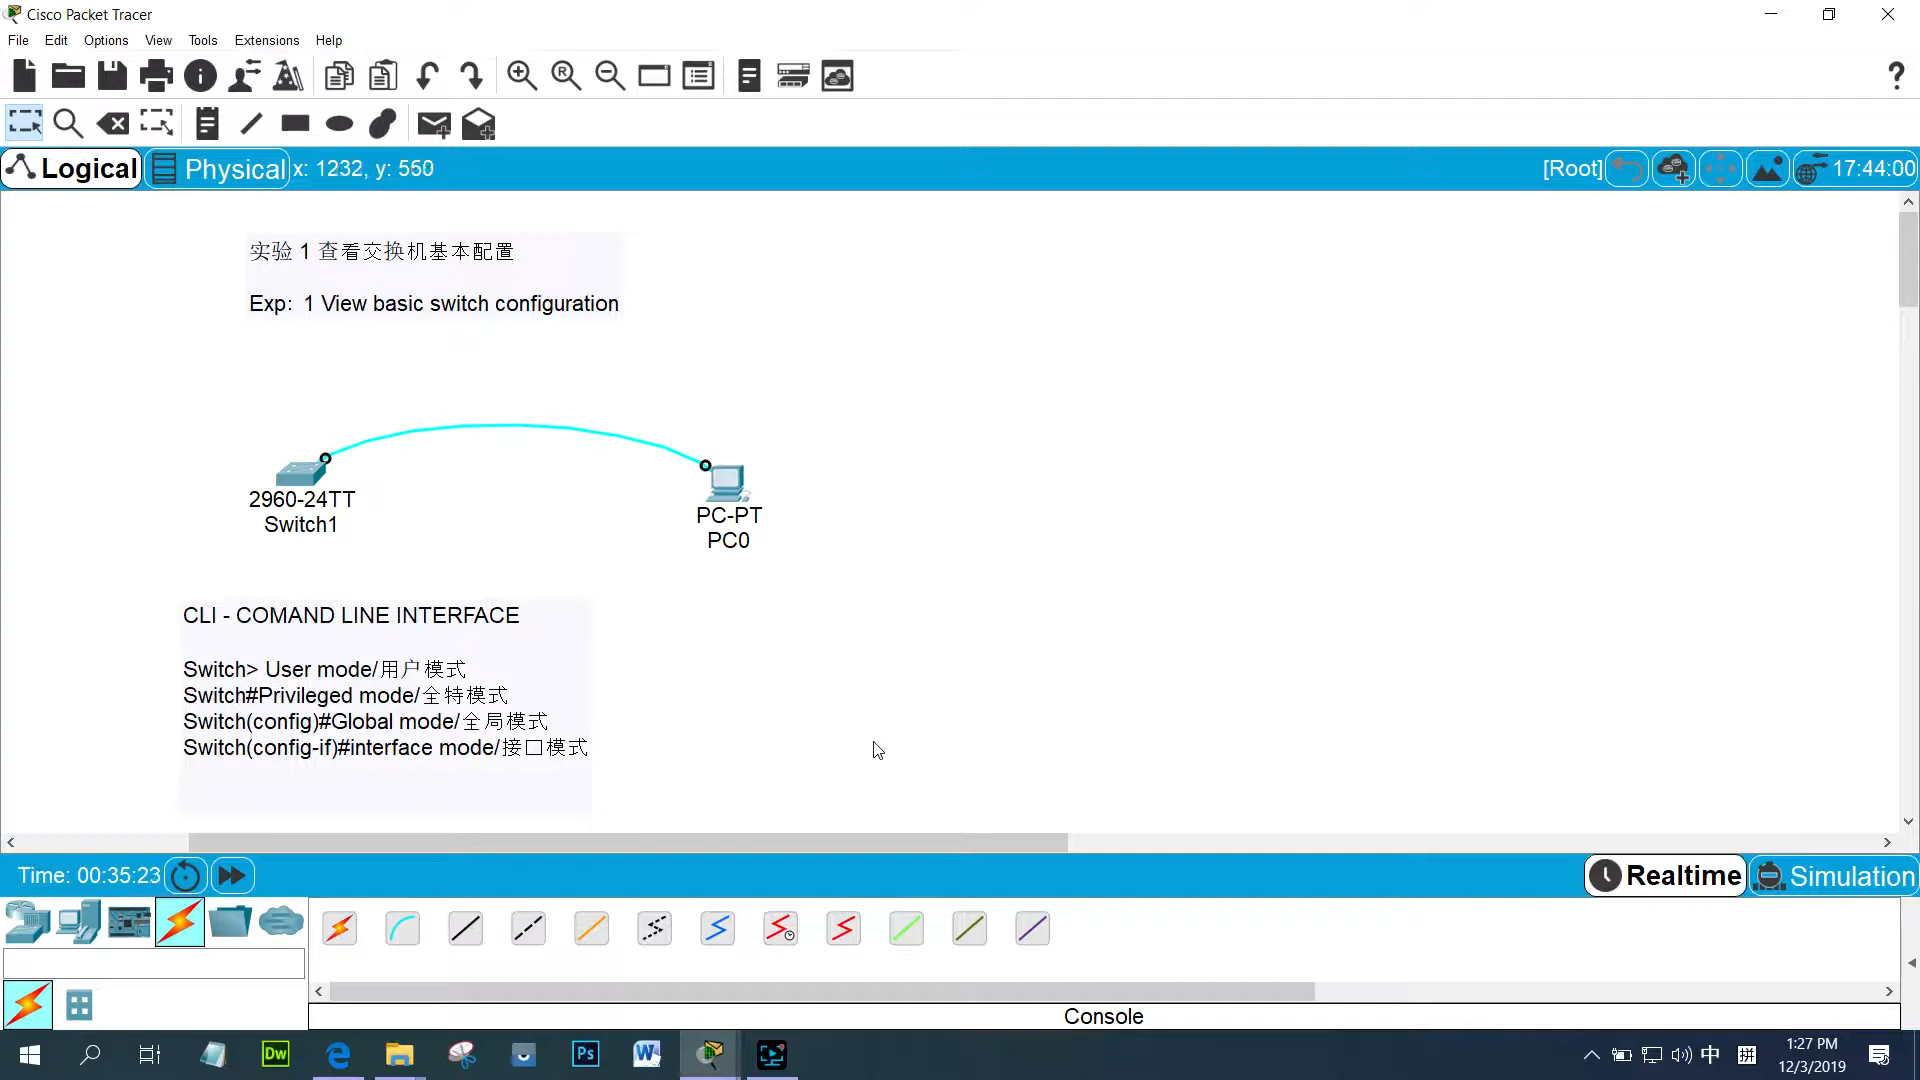 Cisco Packet Tracer
File Edit Options View Tools Extensions Help
Logical Physical x: 1232, y: 550 [Root] 17:44:00
实验 1 查看交换机基本配置
Exp: 1 View basic switch configuration
2960-24TT
Switch1
PC-PT
PC0
CLI - COMAND LINE INTERFACE
Switch> User mode/用户模式
Switch#Privileged mode/全特模式
Switch(config)#Global mode/全局模式
Switch(config-if)#interface mode/接口模式
Time: 00:35:23 Realtime Simulation
Console
Dw Ps W 中 拼 1:27 PM
12/3/2019